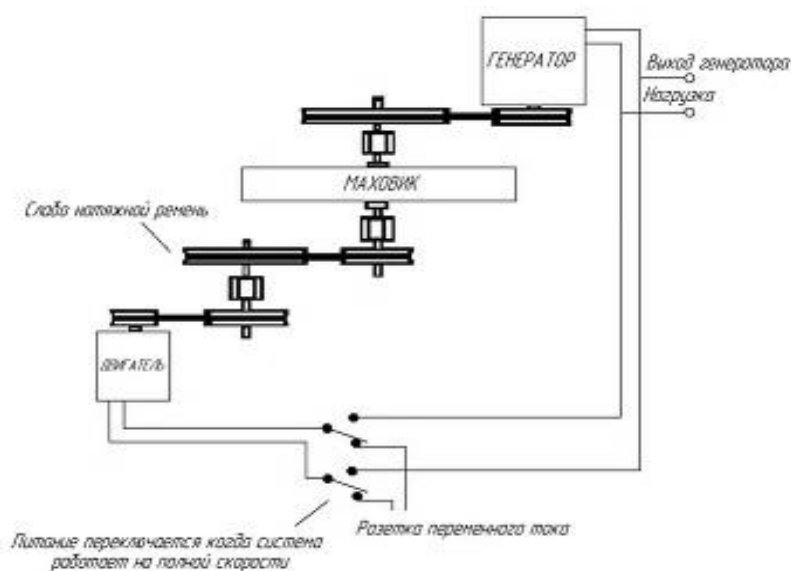 ГЕНЕРАТОР
Выход генератора
Нагрузка
МАХОВИК
Слабо натяжной ремень
ДВИГАТЕЛЬ
Розетка переменного тока
Питание переключается когда система
работает на полной скорости